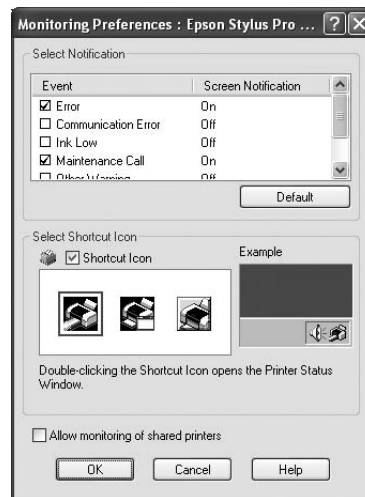 Monitoring Preferences : Epson Stylus Pro ...
Select Notification
Event Screen Notification
Error On
Communication Error Off
Ink Low Off
Maintenance Call On
Other Warning Off
Default
Select Shortcut Icon
Shortcut Icon
Example
Double-clicking the Shortcut Icon opens the Printer Status
Window.
Allow monitoring of shared printers
OK Cancel Help